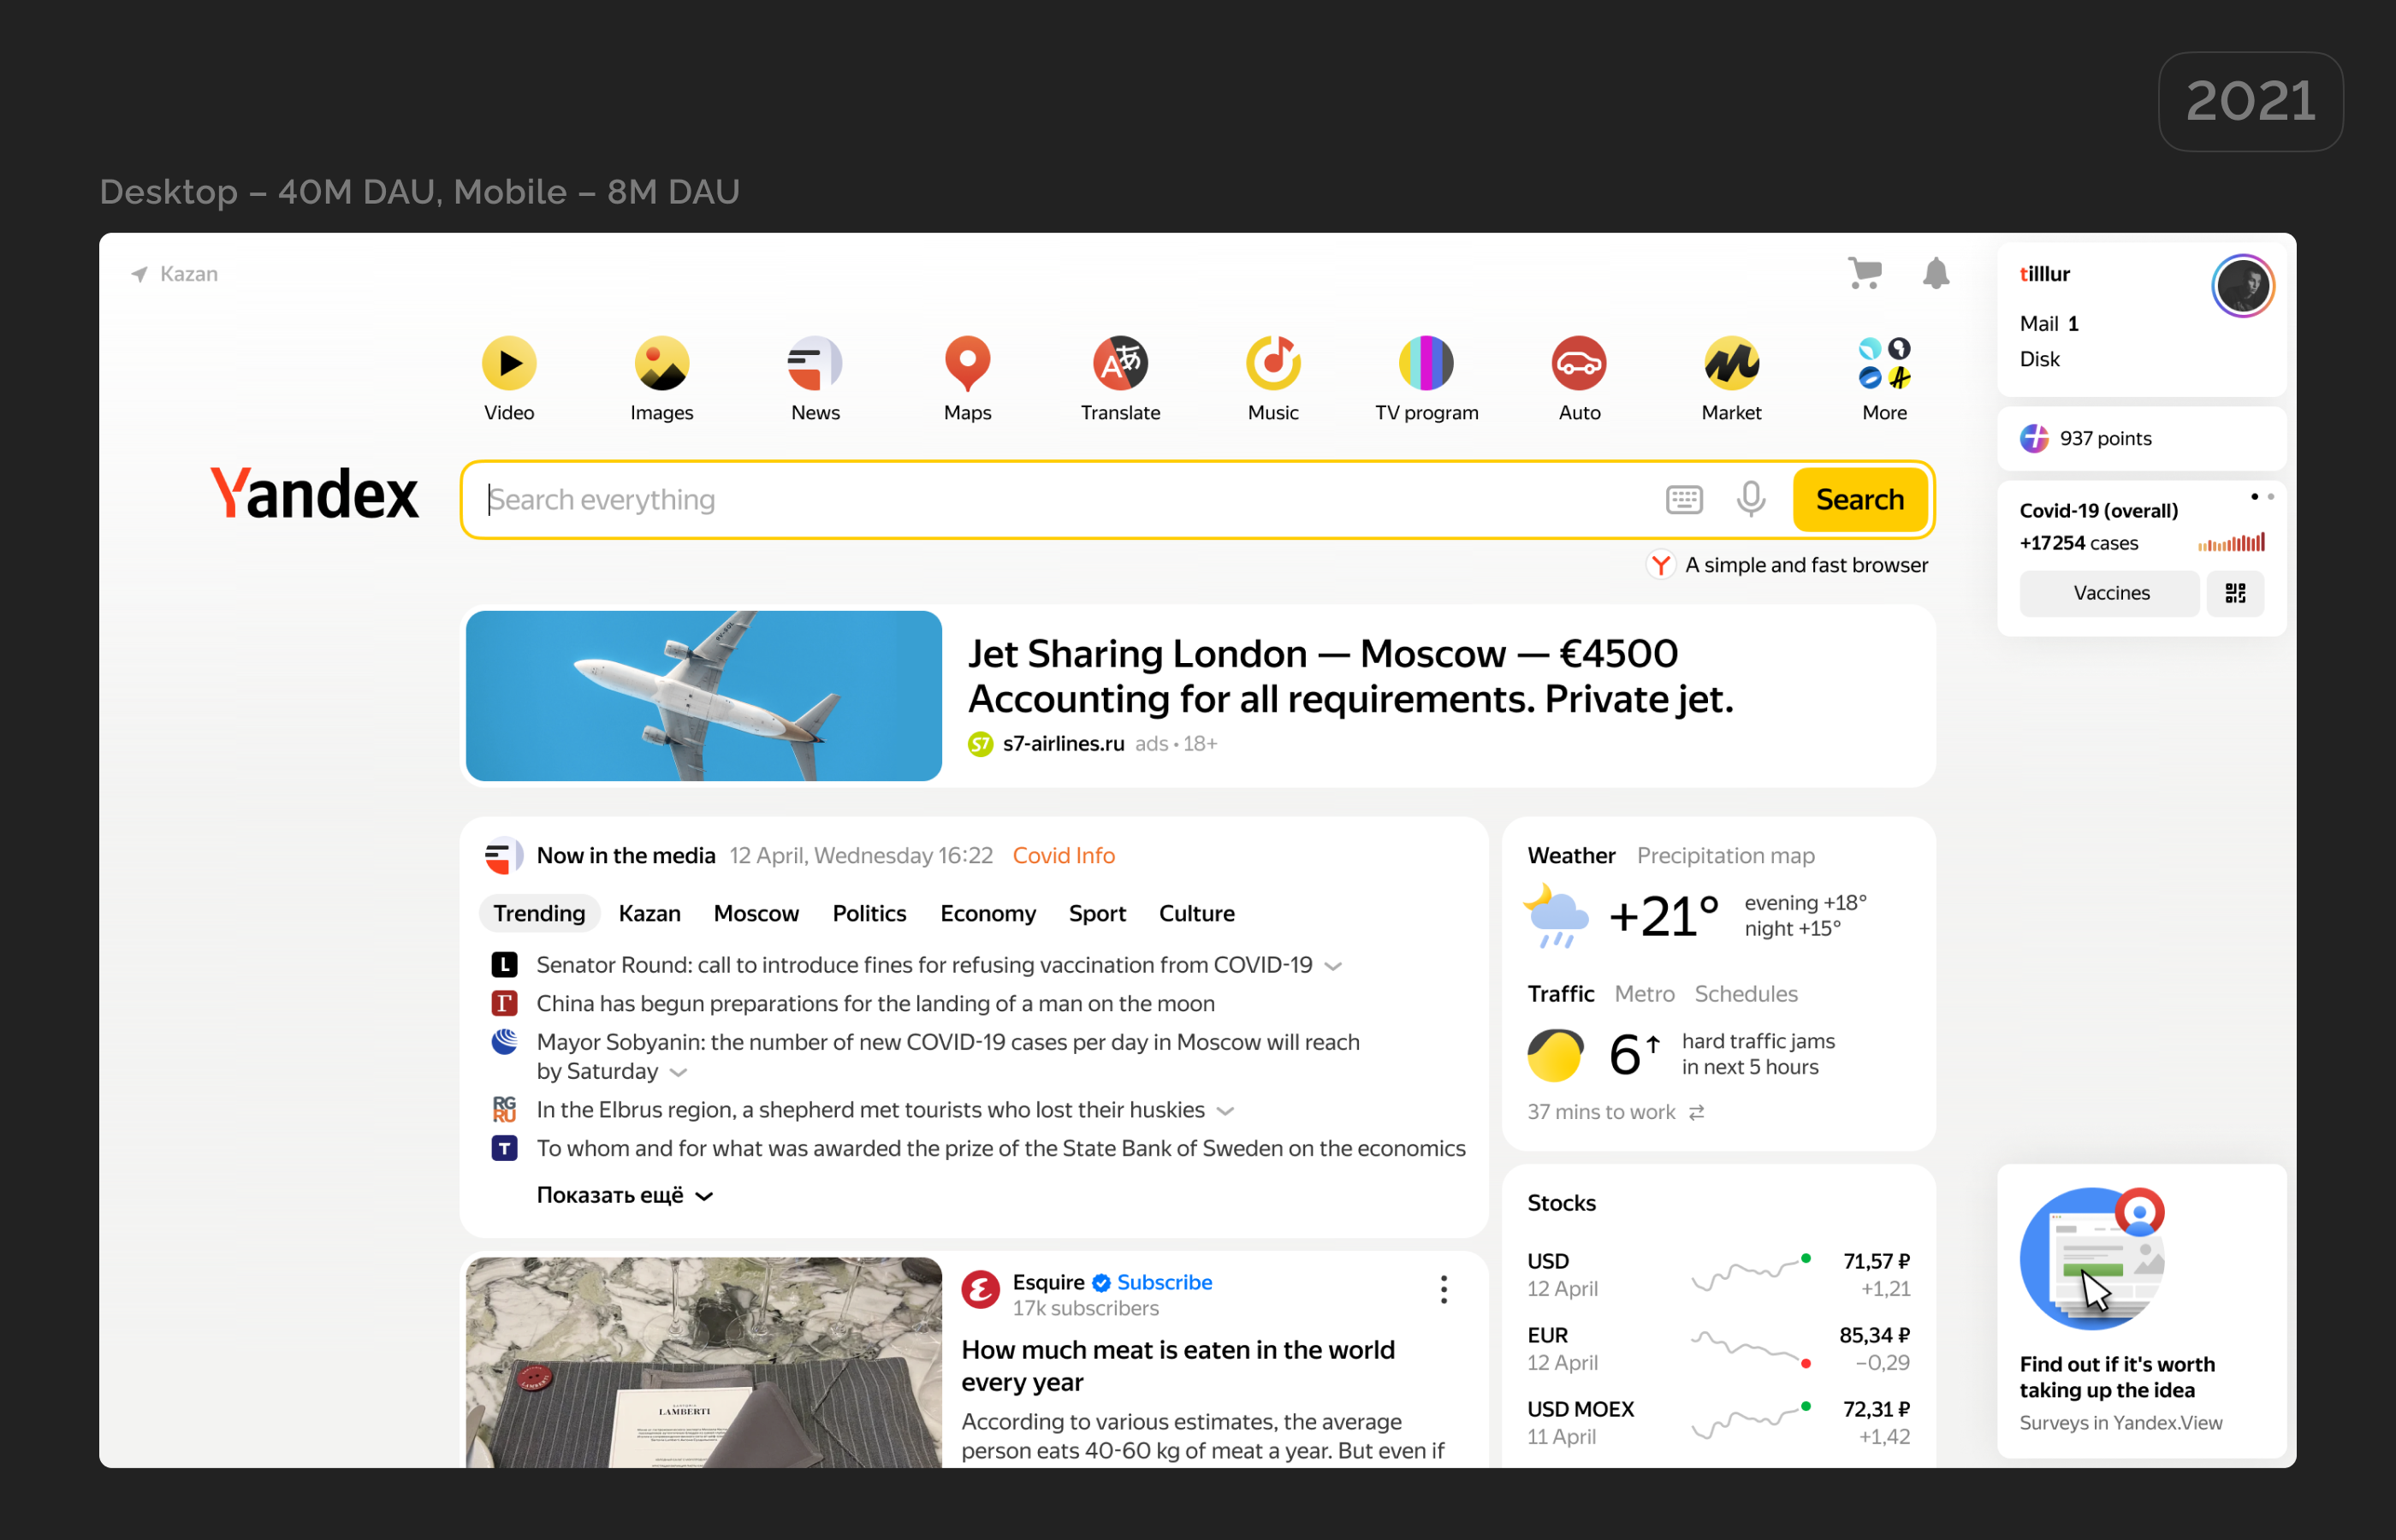 2021
Desktop – 40M DAU, Mobile – 8M DAU
Kazan
Video
Images
News
Maps
Translate
Music
TV program
Auto
Market
More
Yandex
Search everything
Search
A simple and fast browser
tilllur
Mail 1
Disk
937 points
Covid-19 (overall)
+17254 cases
Vaccines
Jet Sharing London — Moscow — €4500
Accounting for all requirements. Private jet.
S7 s7-airlines.ru ads • 18+
Now in the media 12 April, Wednesday 16:22 Covid Info
Trending Kazan Moscow Politics Economy Sport Culture
L Senator Round: call to introduce fines for refusing vaccination from COVID-19
Г China has begun preparations for the landing of a man on the moon
Mayor Sobyanin: the number of new COVID-19 cases per day in Moscow will reach
by Saturday
RG
RU In the Elbrus region, a shepherd met tourists who lost their huskies
T To whom and for what was awarded the prize of the State Bank of Sweden on the economics
Показать ещё
Weather Precipitation map
+21° evening +18°
night +15°
Traffic Metro Schedules
6↑ hard traffic jams
in next 5 hours
37 mins to work
Stocks
USD 71,57 ₽
12 April +1,21
EUR 85,34 ₽
12 April −0,29
USD MOEX 72,31 ₽
11 April +1,42
LAMBERTI
Esquire Subscribe
17k subscribers
How much meat is eaten in the world
every year
According to various estimates, the average
person eats 40-60 kg of meat a year. But even if
Find out if it's worth
taking up the idea
Surveys in Yandex.View